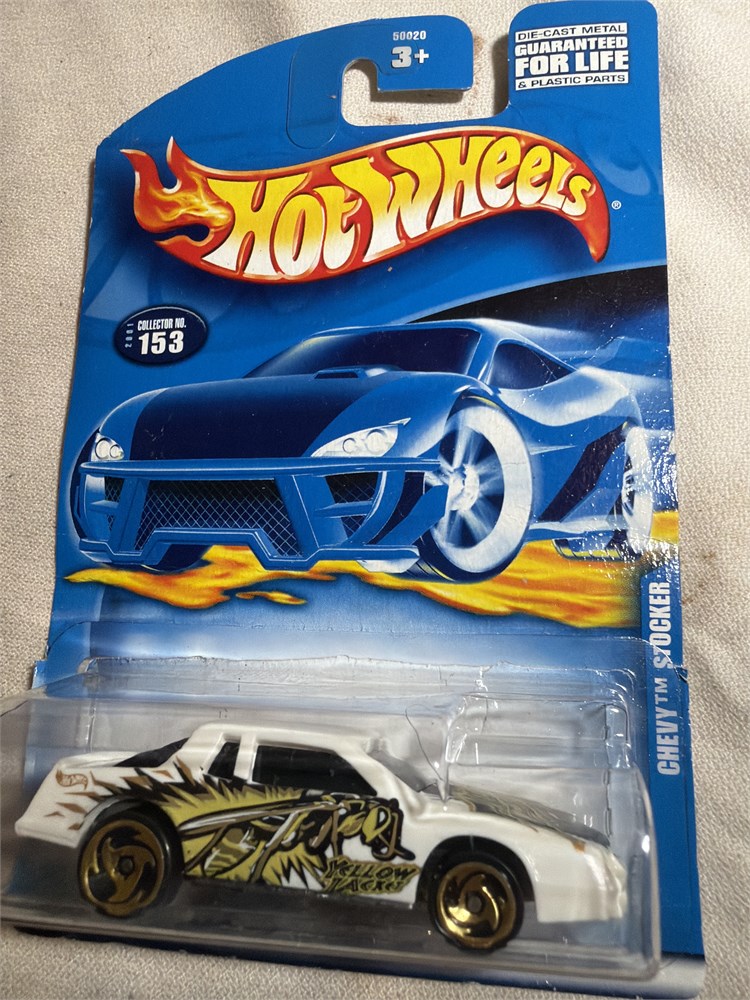 50020
3+
DIE-CAST METAL
GUARANTEED
FOR LIFE
& PLASTIC PARTS
HOT WHEELS®
2001
COLLECTOR NO.
153
CHEVY™ STOCKER
YELLOW
JACKET